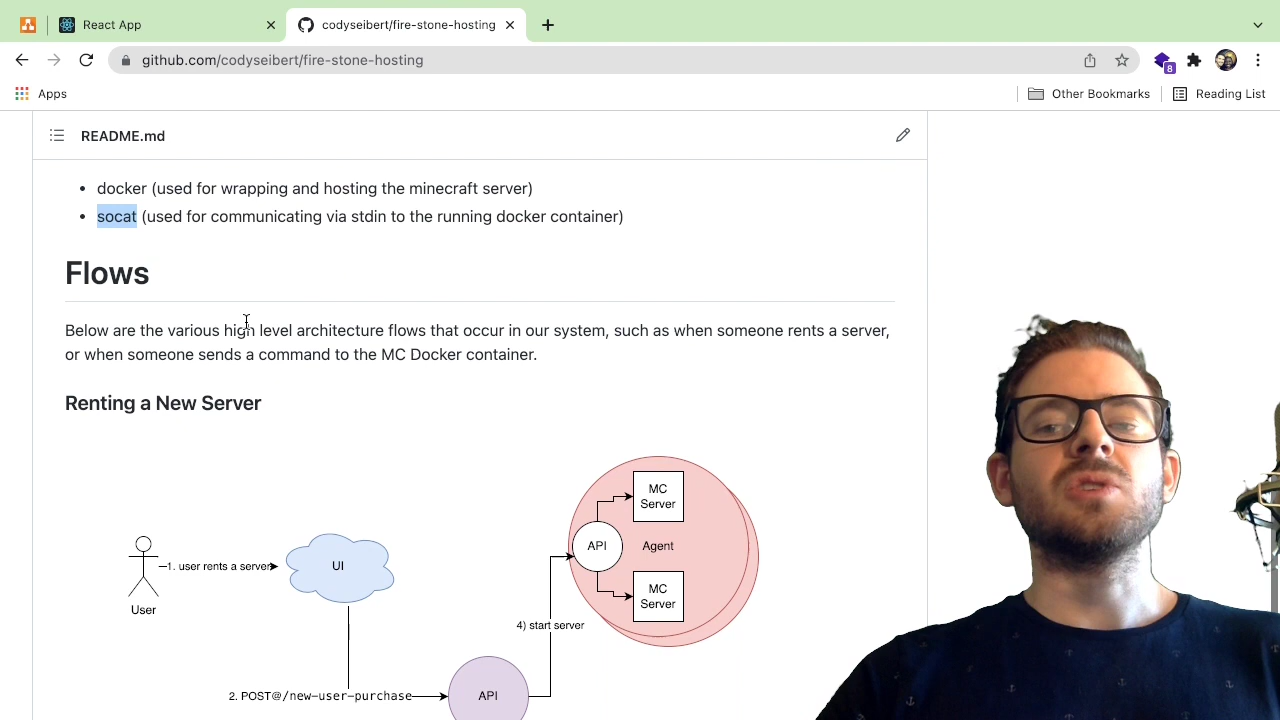 React App
codyseibert/fire-stone-hosting
github.com/codyseibert/fire-stone-hosting
8
Apps
Other Bookmarks
Reading List
README.md
docker (used for wrapping and hosting the minecraft server)
socat (used for communicating via stdin to the running docker container)
Flows
Below are the various high level architecture flows that occur in our system, such as when someone rents a server,
or when someone sends a command to the MC Docker container.
Renting a New Server
MC
Server
API
Agent
MC
Server
1. user rents a server
UI
User
4) start server
2. POST@/new-user-purchase
API